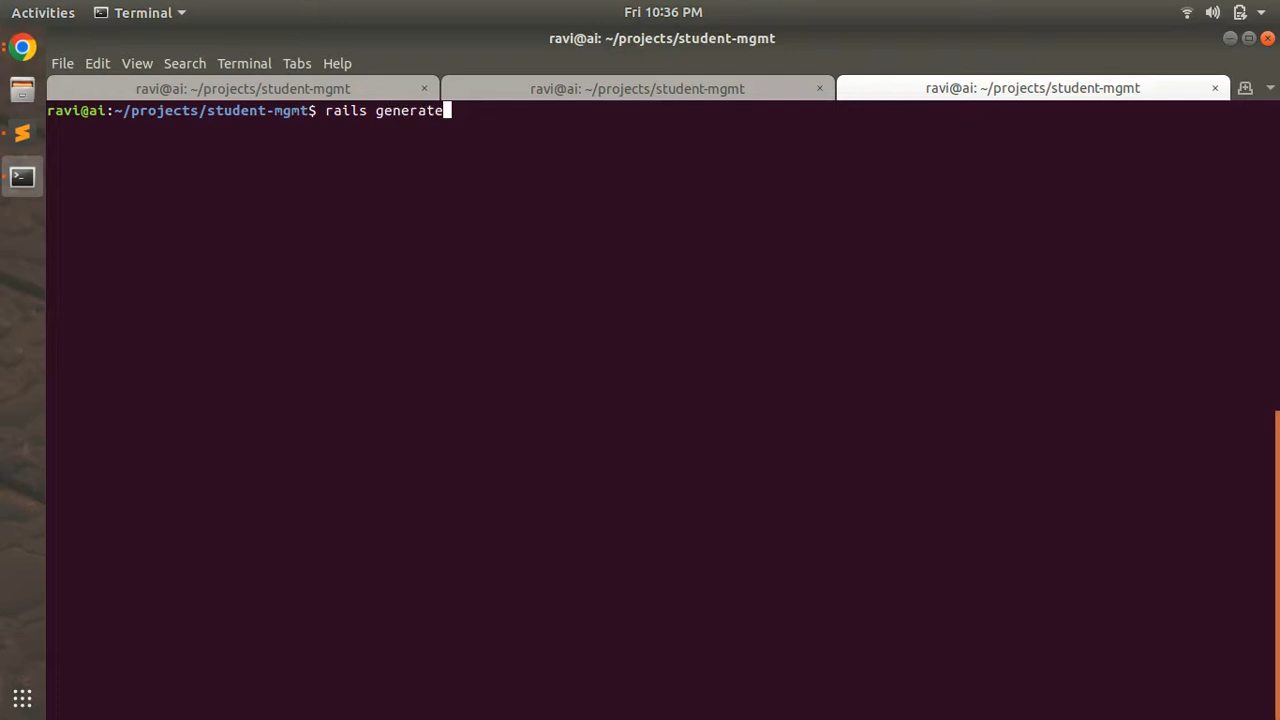 Activities Terminal Fri 10:36 PM
ravi@ai: ~/projects/student-mgmt
File Edit View Search Terminal Tabs Help
ravi@ai: ~/projects/student-mgmt × ravi@ai: ~/projects/student-mgmt × ravi@ai: ~/projects/student-mgmt ×
ravi@ai:~/projects/student-mgmt$ rails generate